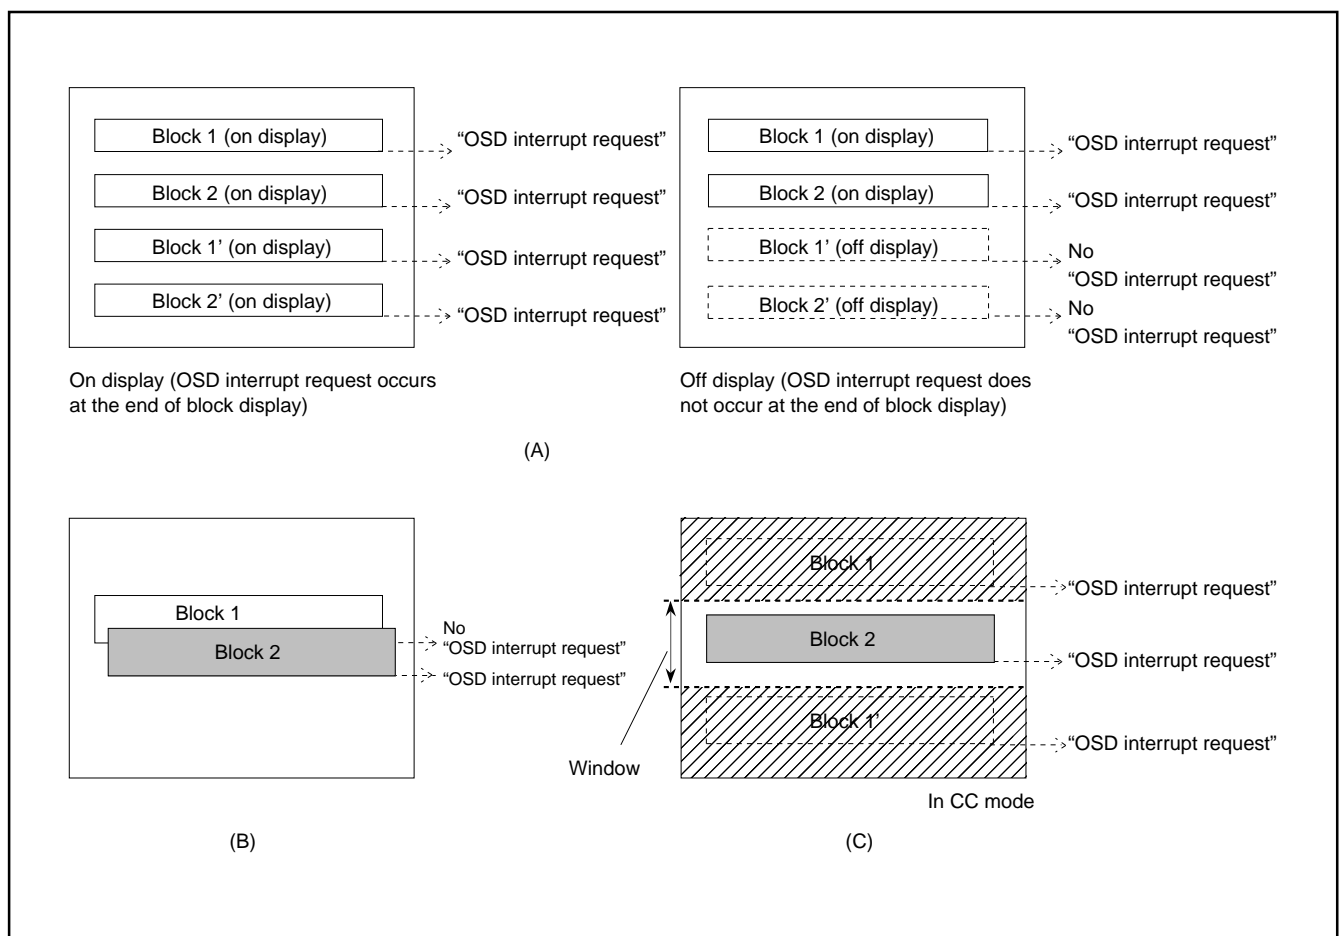 Block 1 (on display)
“OSD interrupt request”
Block 2 (on display)
“OSD interrupt request”
Block 1’ (on display)
“OSD interrupt request”
Block 2’ (on display)
“OSD interrupt request”
On display (OSD interrupt request occurs
at the end of block display)
Block 1 (on display)
“OSD interrupt request”
Block 2 (on display)
“OSD interrupt request”
Block 1’ (off display)
No
“OSD interrupt request”
Block 2’ (off display)
No
“OSD interrupt request”
Off display (OSD interrupt request does
not occur at the end of block display)
(A)
Block 1
Block 2
No
“OSD interrupt request”
“OSD interrupt request”
(B)
Block 1
“OSD interrupt request”
Block 2
“OSD interrupt request”
Block 1’
“OSD interrupt request”
Window
In CC mode
(C)